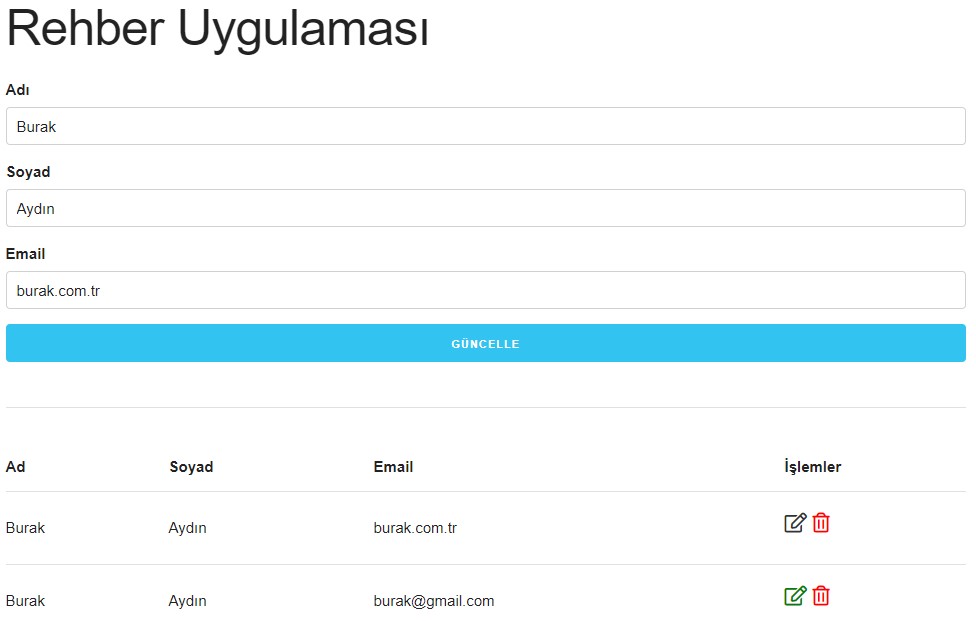 Rehber Uygulaması
Adı
Burak
Soyad
Aydın
Email
burak.com.tr
GÜNCELLE
Ad Soyad Email İşlemler
Burak Aydın burak.com.tr
Burak Aydın burak@gmail.com